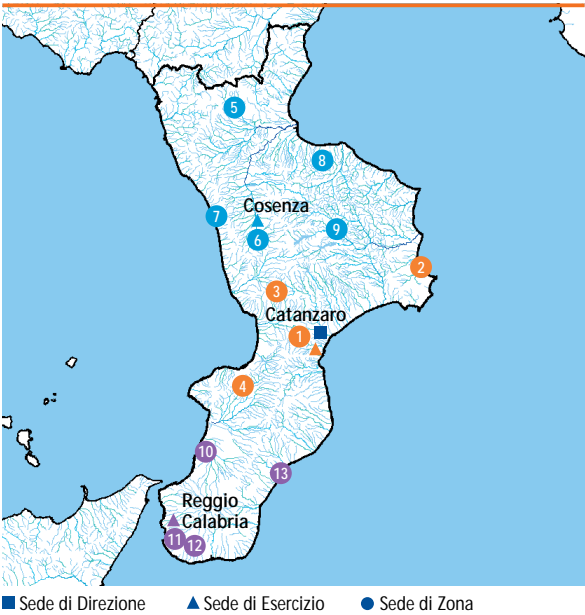 5
8
Cosenza
7
6
9
2
3
Catanzaro
1
4
10
13
Reggio
Calabria
11
12
Sede di Direzione Sede di Esercizio Sede di Zona